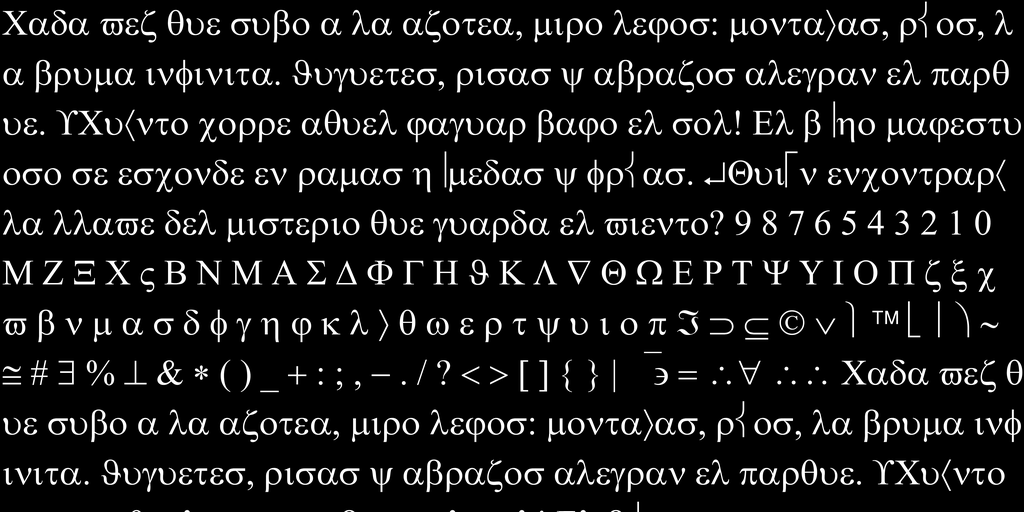 Χαδα ϖεζ θυε συβο α λα αζοτεα, μιρο λεφοσ: μοντα〉ασ, ρ⎨οσ, λ
α βρυμα ινφινιτα. ϑυγυετεσ, ρισασ ψ αβραζοσ αλεγραν ελ παρθ
υε. ϒΧυ〈ντο χορρε αθυελ φαγυαρ βαφο ελ σολ! Ελ β⎪ηο μαφεστυ
οσο σε εσχονδε εν ραμασ η⎪μεδασ ψ φρ⎨ασ. ↵Θυι⎡ν ενχοντραρ〈
λα λλαϖε δελ μιστεριο θυε γυαρδα ελ ϖιεντο? 9 8 7 6 5 4 3 2 1 0
Μ Ζ Ξ Χ ς Β Ν Μ Α Σ Δ Φ Γ Η ϑ Κ Λ ∇ Θ Ω Ε Ρ Τ Ψ Υ Ι Ο Π ζ ξ χ
ϖ β ν μ α σ δ φ γ η ϕ κ λ 〉 θ ω ε ρ τ ψ υ ι ο π ℑ ⊃ ⊆ © ∨ ⎫ ™ ⎣ ⎪ ⎞ ∼
≅ # ∃ % ⊥ & ∗ ( ) _ + : ; , − . / ? < > [ ] { } | ‾ ∍ = ∴ ∀ ∴ ∴ Χαδα ϖεζ θ
υε συβο α λα αζοτεα, μιρο λεφοσ: μοντα〉ασ, ρ⎨οσ, λα βρυμα ινφ
ινιτα. ϑυγυετεσ, ρισασ ψ αβραζοσ αλεγραν ελ παρθυε. ϒΧυ〈ντο